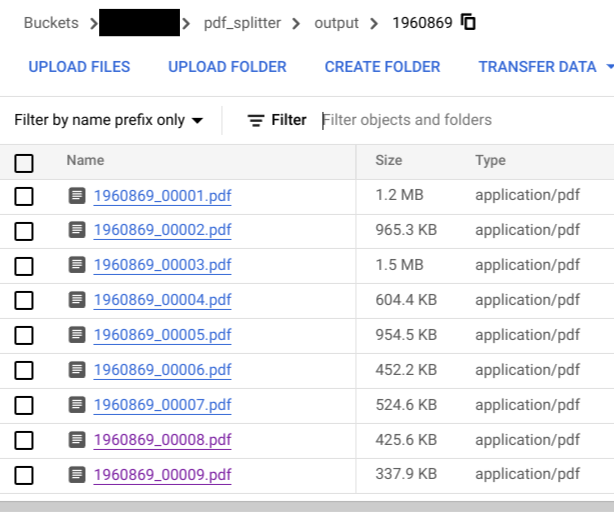 Buckets > pdf_splitter > output > 1960869
UPLOAD FILES UPLOAD FOLDER CREATE FOLDER TRANSFER DATA
Filter by name prefix only Filter Filter objects and folders
Name Size Type
1960869_00001.pdf 1.2 MB application/pdf
1960869_00002.pdf 965.3 KB application/pdf
1960869_00003.pdf 1.5 MB application/pdf
1960869_00004.pdf 604.4 KB application/pdf
1960869_00005.pdf 954.5 KB application/pdf
1960869_00006.pdf 452.2 KB application/pdf
1960869_00007.pdf 524.6 KB application/pdf
1960869_00008.pdf 425.6 KB application/pdf
1960869_00009.pdf 337.9 KB application/pdf